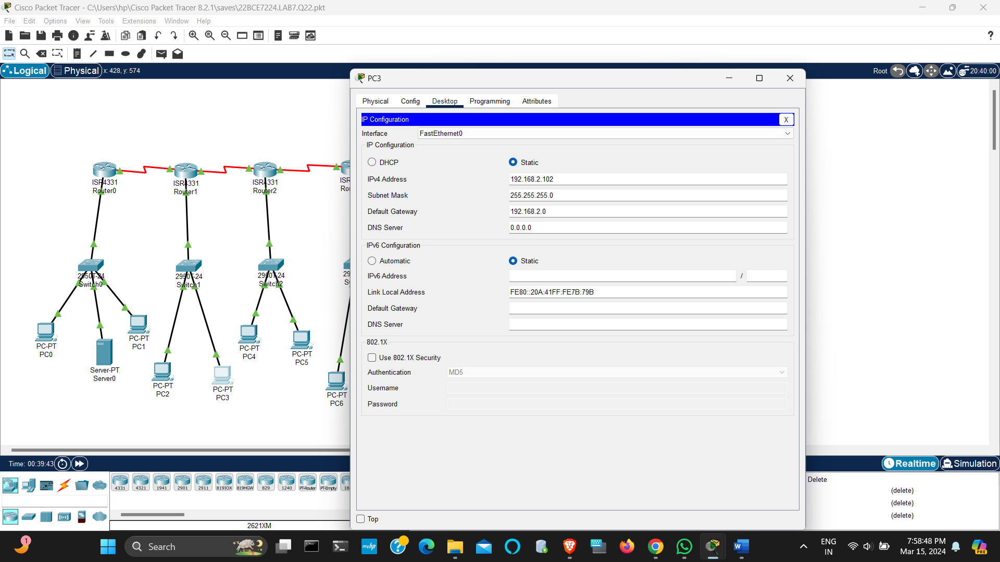 Cisco Packet Tracer - C:\Users\hp\Cisco Packet Tracer 8.2.1\saves\22BCE7224.LAB7.Q22.pkt
File Edit Options View Tools Extensions Window Help
?
Logical Physical x: 428, y: 574 Root 20:40:00
PC3
Physical Config Desktop Programming Attributes
IP Configuration X
Interface FastEthernet0
IP Configuration
DHCP Static
IPv4 Address 192.168.2.102
Subnet Mask 255.255.255.0
Default Gateway 192.168.2.0
DNS Server 0.0.0.0
IPv6 Configuration
Automatic Static
IPv6 Address /
Link Local Address FE80::20A:41FF:FE7B:79B
Default Gateway
DNS Server
802.1X
Use 802.1X Security
Authentication MD5
Username
Password
Top
ISR4331 ISR4331 ISR4331 ISR
Router0 Router1 Router2 Ro
2950T-24 2950T-24 2950T-24 29
Switch0 Switch1 Switch2 S
PC-PT PC-PT PC-PT PC-PT
PC0 PC1 PC4 PC5
Server-PT PC-PT PC-PT PC-PT
Server0 PC2 PC3 PC6
Time: 00:39:43 Realtime Simulation
4331 4321 1941 2901 2911 819IOX 819HGW 829 1240 PT-Router PT-Empty 18
2621XM
Delete
(delete)
(delete)
(delete)
1 Search myhp ENG 7:58:48 PM
IN Mar 15, 2024 PRE